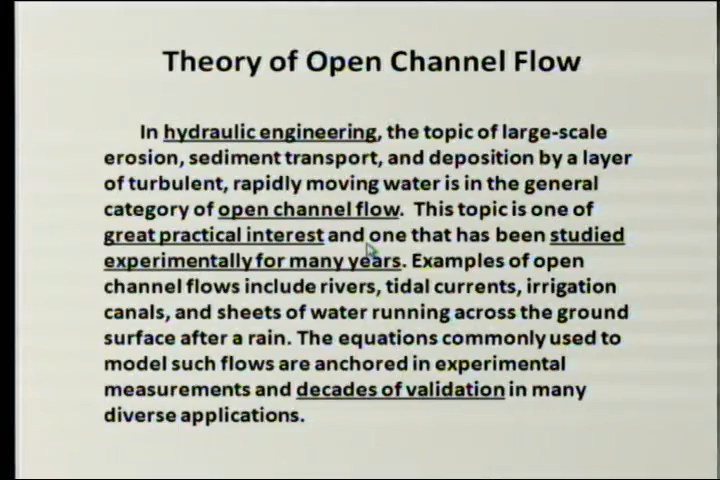 Theory of Open Channel Flow
In hydraulic engineering, the topic of large-scale
erosion, sediment transport, and deposition by a layer
of turbulent, rapidly moving water is in the general
category of open channel flow. This topic is one of
great practical interest and one that has been studied
experimentally for many years. Examples of open
channel flows include rivers, tidal currents, irrigation
canals, and sheets of water running across the ground
surface after a rain. The equations commonly used to
model such flows are anchored in experimental
measurements and decades of validation in many
diverse applications.